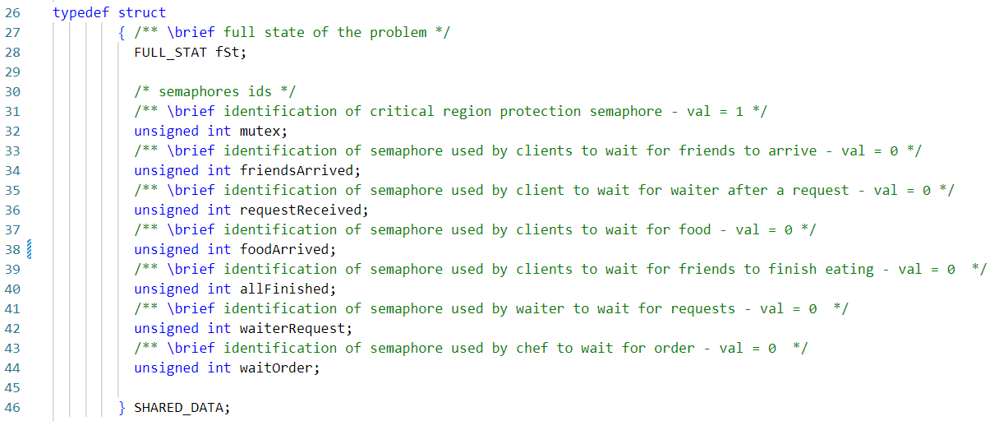 26 typedef struct
27 { /** \brief full state of the problem */
28 FULL_STAT fSt;
29
30 /* semaphores ids */
31 /** \brief identification of critical region protection semaphore - val = 1 */
32 unsigned int mutex;
33 /** \brief identification of semaphore used by clients to wait for friends to arrive - val = 0 */
34 unsigned int friendsArrived;
35 /** \brief identification of semaphore used by client to wait for waiter after a request - val = 0 */
36 unsigned int requestReceived;
37 /** \brief identification of semaphore used by clients to wait for food - val = 0 */
38 unsigned int foodArrived;
39 /** \brief identification of semaphore used by clients to wait for friends to finish eating - val = 0  */
40 unsigned int allFinished;
41 /** \brief identification of semaphore used by waiter to wait for requests - val = 0  */
42 unsigned int waiterRequest;
43 /** \brief identification of semaphore used by chef to wait for order - val = 0  */
44 unsigned int waitOrder;
45
46 } SHARED_DATA;